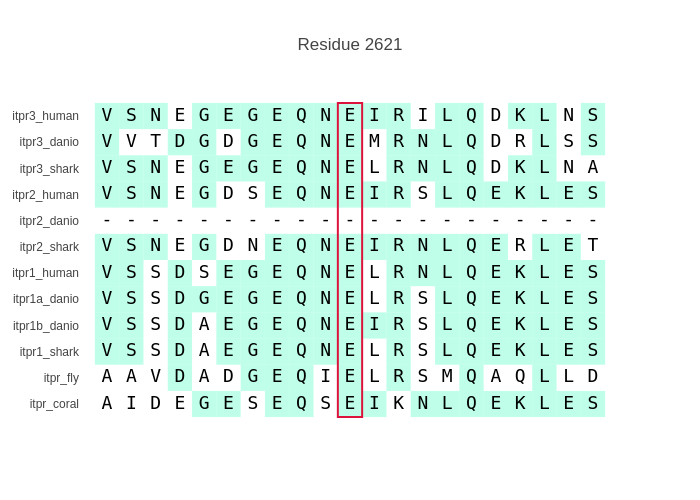 Residue 2621
itpr3_human V S N E G E G E Q N E I R I L Q D K L N S
itpr3_danio V V T D G D G E Q N E M R N L Q D R L S S
itpr3_shark V S N E G E G E Q N E L R N L Q D K L N A
itpr2_human V S N E G D S E Q N E I R S L Q E K L E S
itpr2_danio - - - - - - - - - - - - - - - - - - - - -
itpr2_shark V S N E G D N E Q N E I R N L Q E R L E T
itpr1_human V S S D S E G E Q N E L R N L Q E K L E S
itpr1a_danio V S S D G E G E Q N E L R S L Q E K L E S
itpr1b_danio V S S D A E G E Q N E I R S L Q E K L E S
itpr1_shark V S S D A E G E Q N E L R S L Q E K L E S
itpr_fly A A V D A D G E Q I E L R S M Q A Q L L D
itpr_coral A I D E G E S E Q S E I K N L Q E K L E S